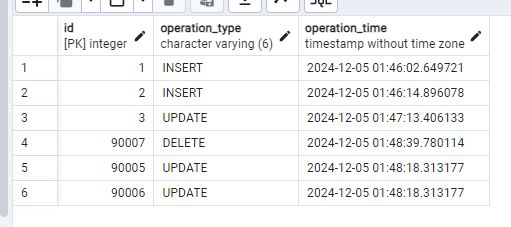 SQL
id operation_type operation_time
[PK] integer character varying (6) timestamp without time zone
1 1 INSERT 2024-12-05 01:46:02.649721
2 2 INSERT 2024-12-05 01:46:14.896078
3 3 UPDATE 2024-12-05 01:47:13.406133
4 90007 DELETE 2024-12-05 01:48:39.780114
5 90005 UPDATE 2024-12-05 01:48:18.313177
6 90006 UPDATE 2024-12-05 01:48:18.313177